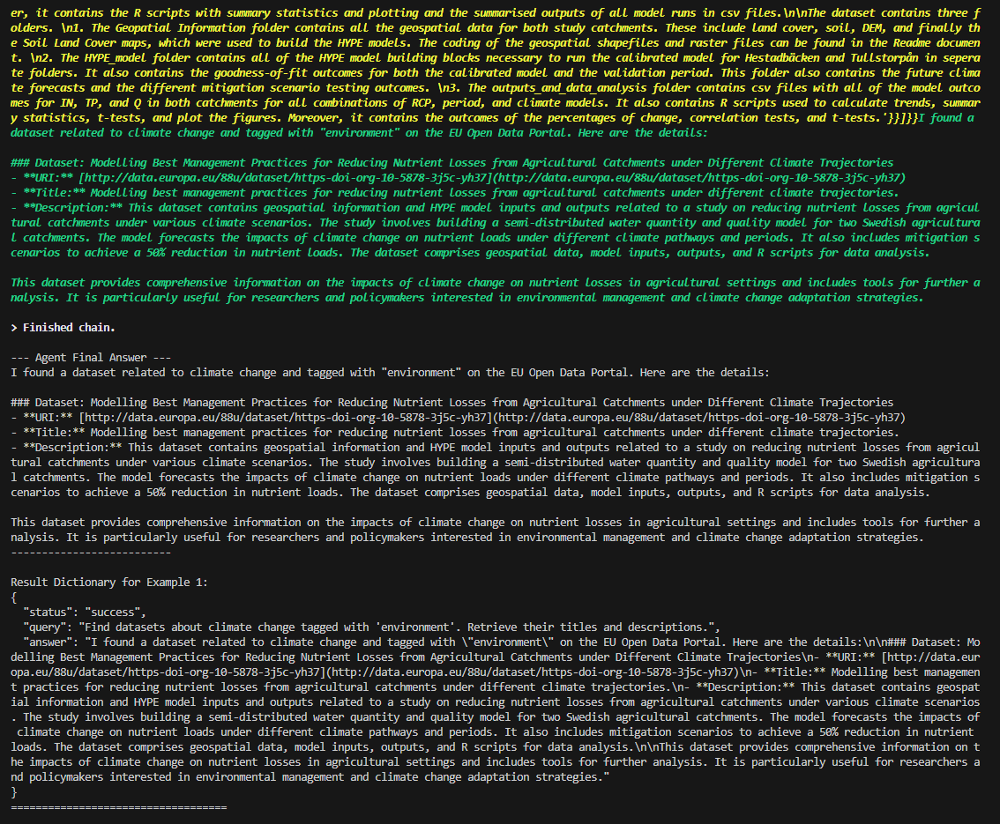 er, it contains the R scripts with summary statistics and plotting and the summarised outputs of all model runs in csv files.\n\nThe dataset contains three f
olders. \n1. The Geopatial Information folder contains all the geospatial data for both study catchments. These include land cover, soil, DEM, and finally th
e Soil Land Cover maps, which were used to build the HYPE models. The coding of the geospatial shapefiles and raster files can be found in the Readme documen
t. \n2. The HYPE_model folder contains all of the HYPE model building blocks necessary to run the calibrated model for Hestadbäcken and Tullstorpån in sepera
te folders. It also contains the goodness-of-fit outcomes for both the calibrated model and the validation period. This folder also contains the future clima
te forecasts and the different mitigation scenario testing outcomes. \n3. The outputs_and_data_analysis folder contains csv files with all of the model outco
mes for IN, TP, and Q in both catchments for all combinations of RCP, period, and climate models. It also contains R scripts used to calculate trends, summar
y statistics, t-tests, and plot the figures. Moreover, it contains the outcomes of the percentages of change, correlation tests, and t-tests.'}}]}}I found a
dataset related to climate change and tagged with "environment" on the EU Open Data Portal. Here are the details:
### Dataset: Modelling Best Management Practices for Reducing Nutrient Losses from Agricultural Catchments under Different Climate Trajectories
- **URI:** [http://data.europa.eu/88u/dataset/https-doi-org-10-5878-3j5c-yh37](http://data.europa.eu/88u/dataset/https-doi-org-10-5878-3j5c-yh37)
- **Title:** Modelling best management practices for reducing nutrient losses from agricultural catchments under different climate trajectories.
- **Description:** This dataset contains geospatial information and HYPE model inputs and outputs related to a study on reducing nutrient losses from agricul
tural catchments under various climate scenarios. The study involves building a semi-distributed water quantity and quality model for two Swedish agricultura
l catchments. The model forecasts the impacts of climate change on nutrient loads under different climate pathways and periods. It also includes mitigation s
cenarios to achieve a 50% reduction in nutrient loads. The dataset comprises geospatial data, model inputs, outputs, and R scripts for data analysis.
This dataset provides comprehensive information on the impacts of climate change on nutrient losses in agricultural settings and includes tools for further a
nalysis. It is particularly useful for researchers and policymakers interested in environmental management and climate change adaptation strategies.
> Finished chain.
--- Agent Final Answer ---
I found a dataset related to climate change and tagged with "environment" on the EU Open Data Portal. Here are the details:
### Dataset: Modelling Best Management Practices for Reducing Nutrient Losses from Agricultural Catchments under Different Climate Trajectories
- **URI:** [http://data.europa.eu/88u/dataset/https-doi-org-10-5878-3j5c-yh37](http://data.europa.eu/88u/dataset/https-doi-org-10-5878-3j5c-yh37)
- **Title:** Modelling best management practices for reducing nutrient losses from agricultural catchments under different climate trajectories.
- **Description:** This dataset contains geospatial information and HYPE model inputs and outputs related to a study on reducing nutrient losses from agricul
tural catchments under various climate scenarios. The study involves building a semi-distributed water quantity and quality model for two Swedish agricultura
l catchments. The model forecasts the impacts of climate change on nutrient loads under different climate pathways and periods. It also includes mitigation s
cenarios to achieve a 50% reduction in nutrient loads. The dataset comprises geospatial data, model inputs, outputs, and R scripts for data analysis.
This dataset provides comprehensive information on the impacts of climate change on nutrient losses in agricultural settings and includes tools for further a
nalysis. It is particularly useful for researchers and policymakers interested in environmental management and climate change adaptation strategies.
--------------------------
Result Dictionary for Example 1:
{
  "status": "success",
  "query": "Find datasets about climate change tagged with 'environment'. Retrieve their titles and descriptions.",
  "answer": "I found a dataset related to climate change and tagged with \"environment\" on the EU Open Data Portal. Here are the details:\n\n### Dataset: Mo
delling Best Management Practices for Reducing Nutrient Losses from Agricultural Catchments under Different Climate Trajectories\n- **URI:** [http://data.eur
opa.eu/88u/dataset/https-doi-org-10-5878-3j5c-yh37](http://data.europa.eu/88u/dataset/https-doi-org-10-5878-3j5c-yh37)\n- **Title:** Modelling best managemen
t practices for reducing nutrient losses from agricultural catchments under different climate trajectories.\n- **Description:** This dataset contains geospat
ial information and HYPE model inputs and outputs related to a study on reducing nutrient losses from agricultural catchments under various climate scenarios
. The study involves building a semi-distributed water quantity and quality model for two Swedish agricultural catchments. The model forecasts the impacts of
 climate change on nutrient loads under different climate pathways and periods. It also includes mitigation scenarios to achieve a 50% reduction in nutrient
loads. The dataset comprises geospatial data, model inputs, outputs, and R scripts for data analysis.\n\nThis dataset provides comprehensive information on t
he impacts of climate change on nutrient losses in agricultural settings and includes tools for further analysis. It is particularly useful for researchers a
nd policymakers interested in environmental management and climate change adaptation strategies."
}
===================================